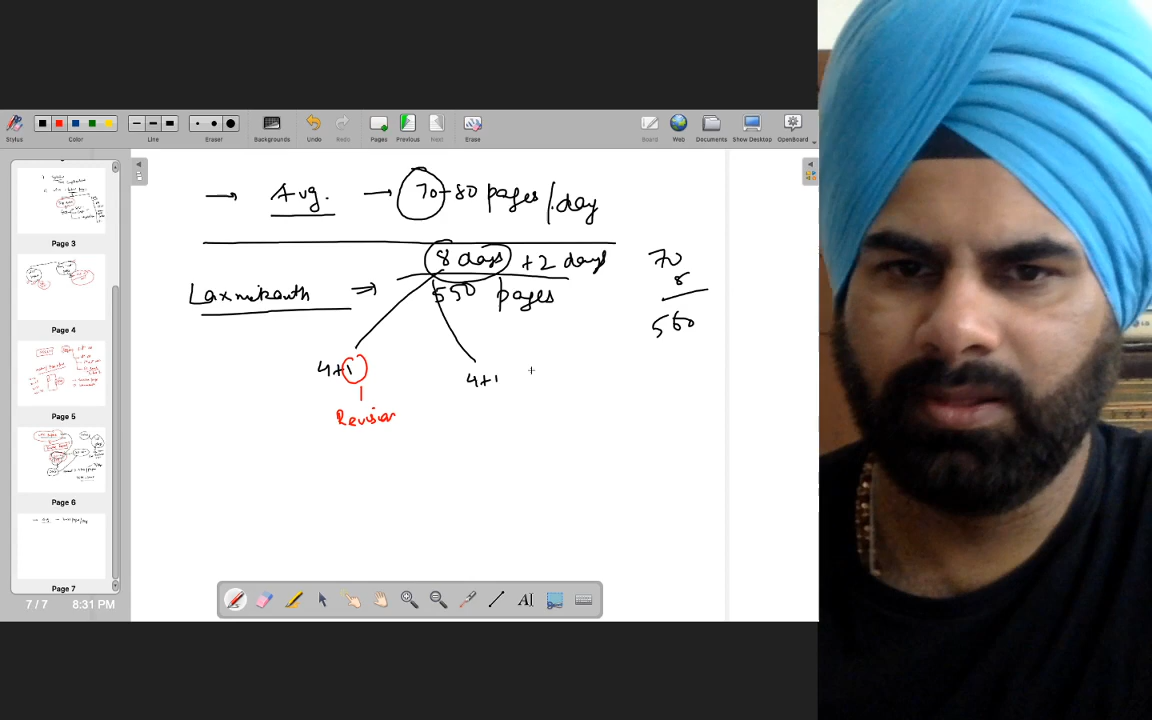 Stylus
Color
Line
Eraser
Backgrounds
Undo
Redo
Pages
Previous
Next
Erase
Board
Web
Documents
Show Desktop
OpenBoard
→ Avg. → 70-80 pages/day
8 days + 2 days
Laxmikanth ⇒ 550 pages
70
8
560
4+1
4+1
Revision
Page 3
Page 4
Page 5
Page 6
Page 7
7 / 7
8:31 PM